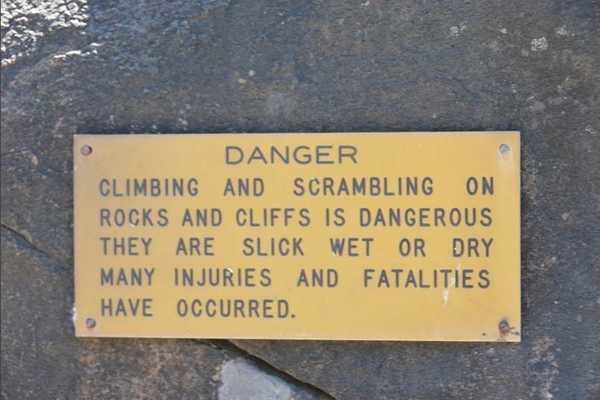 DANGER
CLIMBING AND SCRAMBLING ON
ROCKS AND CLIFFS IS DANGEROUS
THEY ARE SLICK WET OR DRY
MANY INJURIES AND FATALITIES
HAVE OCCURRED.